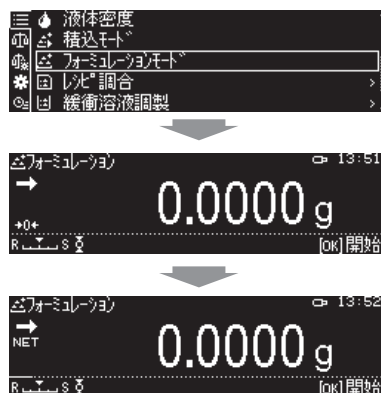 液体密度
積込モード
フォーミュレーションモード
レシピ調合 >
緩衝溶液調製 >
フォーミュレーション 13:51
→0←
0.0000 g
R S [OK]開始
フォーミュレーション 13:52
NET
0.0000 g
R S [OK]開始